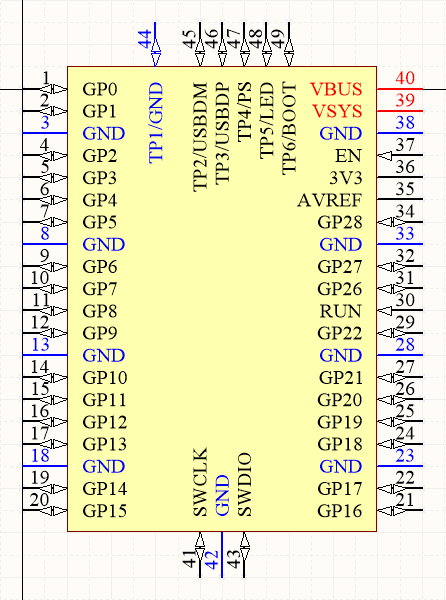 44 45 46 47 48 49
TP1/GND TP2/USBDM TP3/USBDP TP4/PS TP5/LED TP6/BOOT
1 GP0 VBUS 40
2 GP1 VSYS 39
3 GND GND 38
4 GP2 EN 37
5 GP3 3V3 36
6 GP4 AVREF 35
7 GP5 GP28 34
8 GND GND 33
9 GP6 GP27 32
10 GP7 GP26 31
11 GP8 RUN 30
12 GP9 GP22 29
13 GND GND 28
14 GP10 GP21 27
15 GP11 GP20 26
16 GP12 GP19 25
17 GP13 GP18 24
18 GND GND 23
19 GP14 GP17 22
20 GP15 GP16 21
SWCLK GND SWDIO
41 42 43